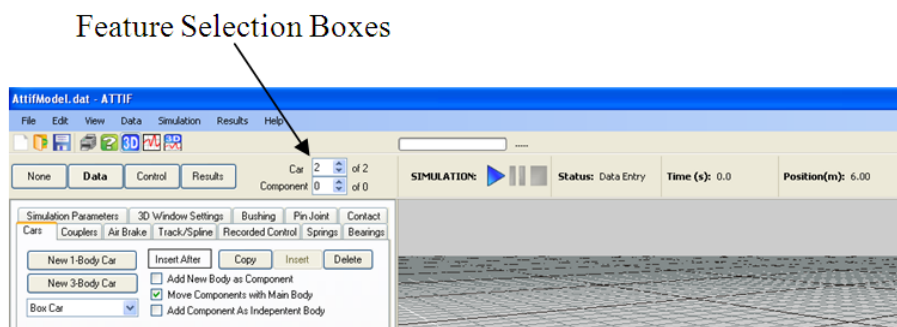 Feature Selection Boxes
AttifModel.dat - ATTIF
File Edit View Data Simulation Results Help
3D 3D
.....
Car 2 of 2
None Data Control Results
Component 0 of 0
SIMULATION: Status: Data Entry Time (s): 0.0 Position(m): 6.00
Simulation Parameters 3D Window Settings Bushing Pin Joint Contact
Cars Couplers Air Brake Track/Spline Recorded Control Springs Bearings
New 1-Body Car Insert After Copy Insert Delete
Add New Body as Component
New 3-Body Car
Move Components with Main Body
Box Car
Add Component As Indepentent Body